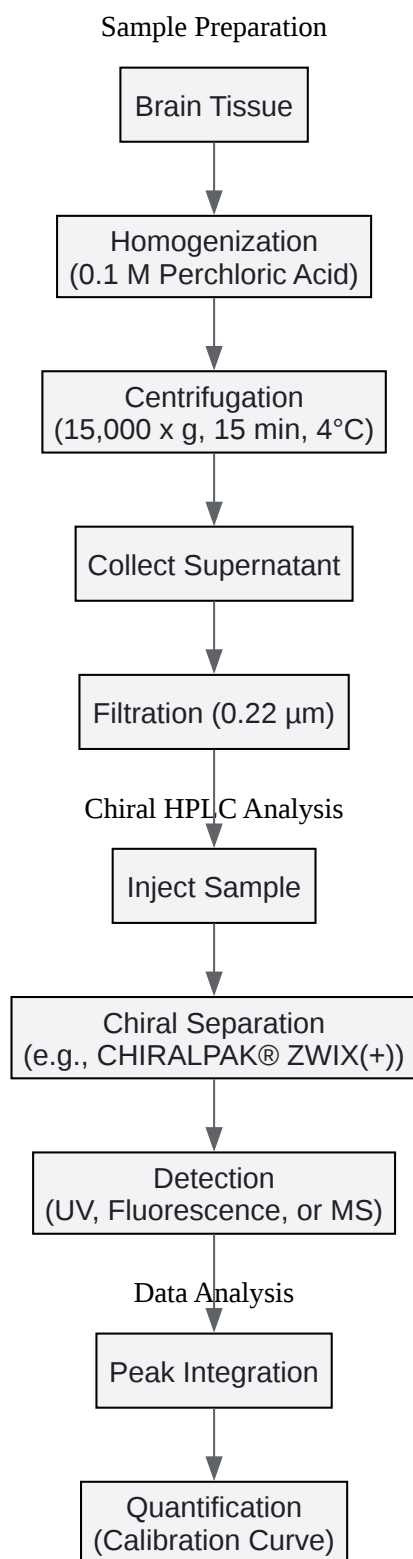 Sample Preparation
Brain Tissue
Homogenization
(0.1 M Perchloric Acid)
Centrifugation
(15,000 x g, 15 min, 4°C)
Collect Supernatant
Filtration (0.22 µm)
Chiral HPLC Analysis
Inject Sample
Chiral Separation
(e.g., CHIRALPAK® ZWIX(+))
Detection
(UV, Fluorescence, or MS)
Data Analysis
Peak Integration
Quantification
(Calibration Curve)